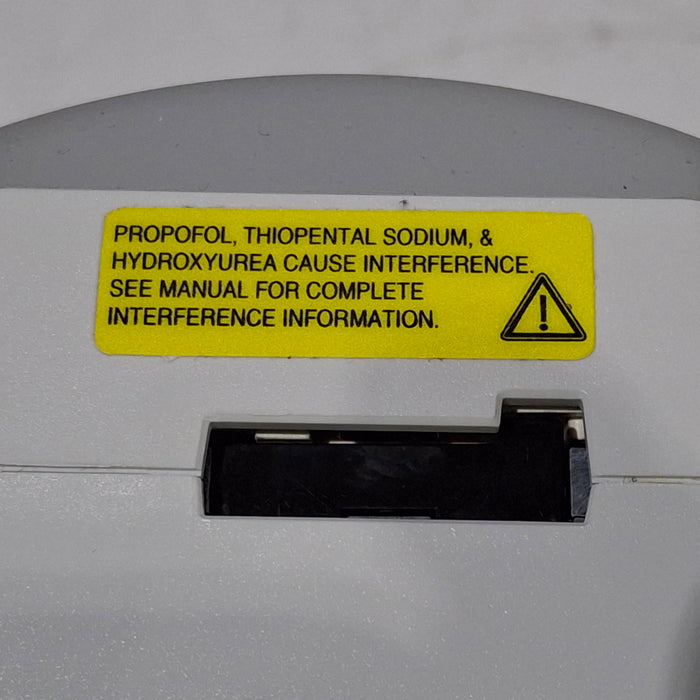 PROPOFOL, THIOPENTAL SODIUM, &
HYDROXYUREA CAUSE INTERFERENCE.
SEE MANUAL FOR COMPLETE
INTERFERENCE INFORMATION.